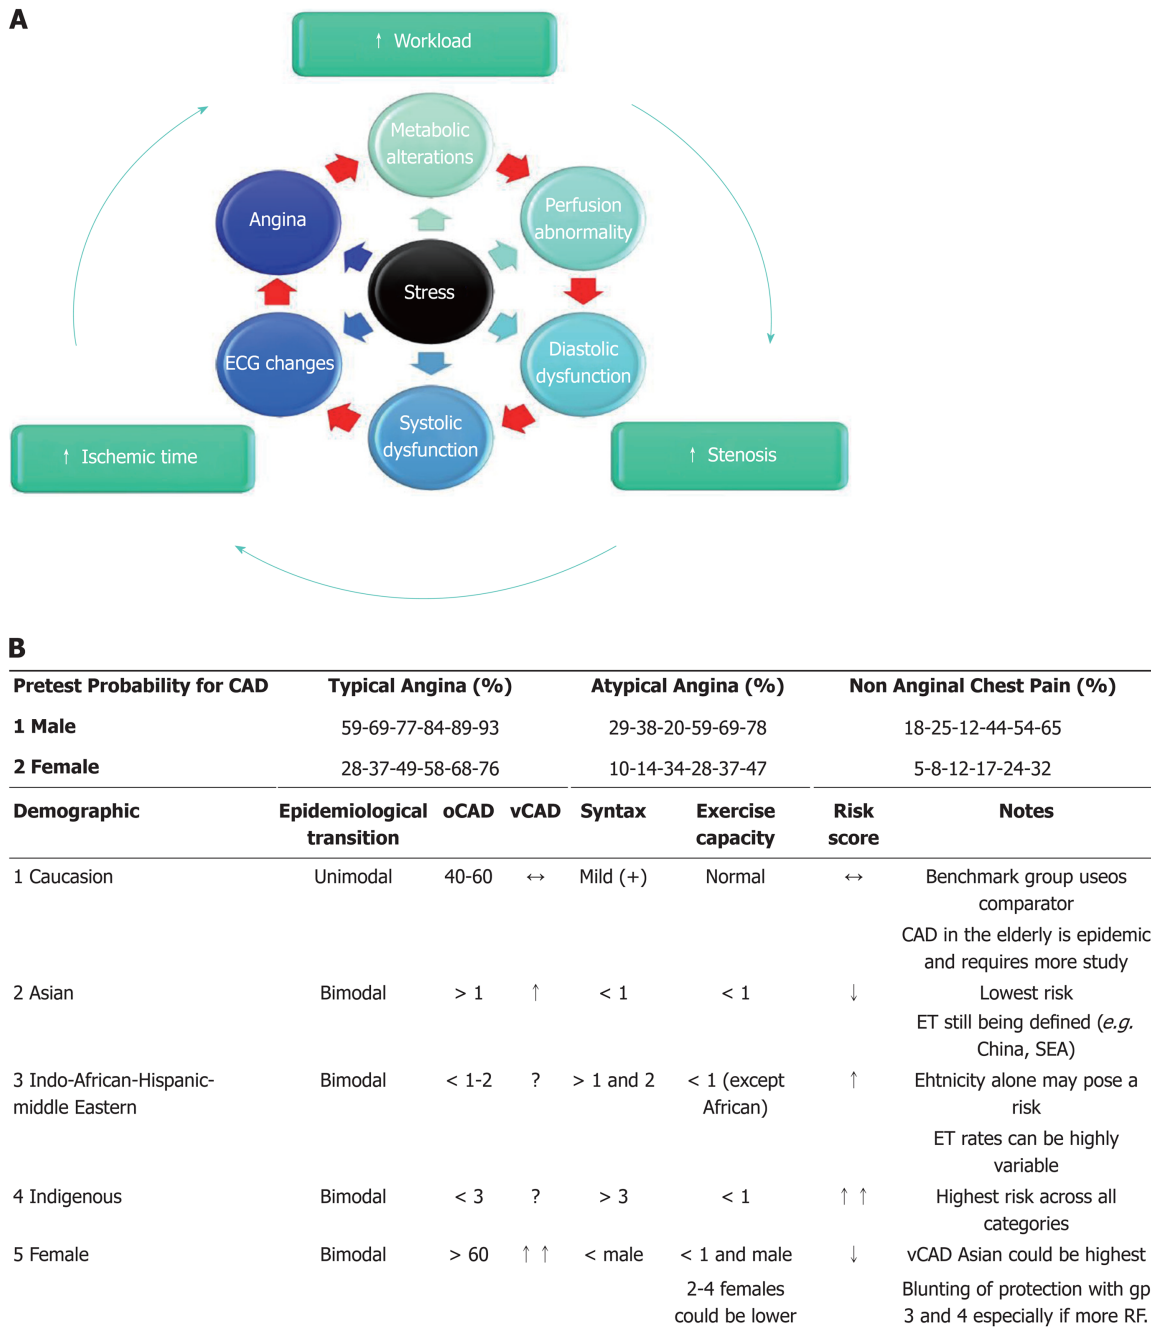 A
↑ Workload
Metabolic
alterations
Angina
Perfusion
abnormality
Stress
ECG changes
Diastolic
dysfunction
Systolic
dysfunction
↑ Ischemic time
↑ Stenosis
B
Pretest Probability for CAD Typical Angina (%) Atypical Angina (%) Non Anginal Chest Pain (%)
1 Male 59-69-77-84-89-93 29-38-20-59-69-78 18-25-12-44-54-65
2 Female 28-37-49-58-68-76 10-14-34-28-37-47 5-8-12-17-24-32
Demographic Epidemiological oCAD vCAD Syntax Exercise Risk Notes
transition capacity score
1 Caucasion Unimodal 40-60 ↔ Mild (+) Normal ↔ Benchmark group useos
comparator
CAD in the elderly is epidemic
and requires more study
2 Asian Bimodal > 1 ↑ < 1 < 1 ↓ Lowest risk
ET still being defined (e.g.
China, SEA)
3 Indo-African-Hispanic- Bimodal < 1-2 ? > 1 and 2 < 1 (except ↑ Ehtnicity alone may pose a
middle Eastern African) risk
ET rates can be highly
variable
4 Indigenous Bimodal < 3 ? > 3 < 1 ↑ ↑ Highest risk across all
categories
5 Female Bimodal > 60 ↑ ↑ < male < 1 and male ↓ vCAD Asian could be highest
2-4 females Blunting of protection with gp
could be lower 3 and 4 especially if more RF.